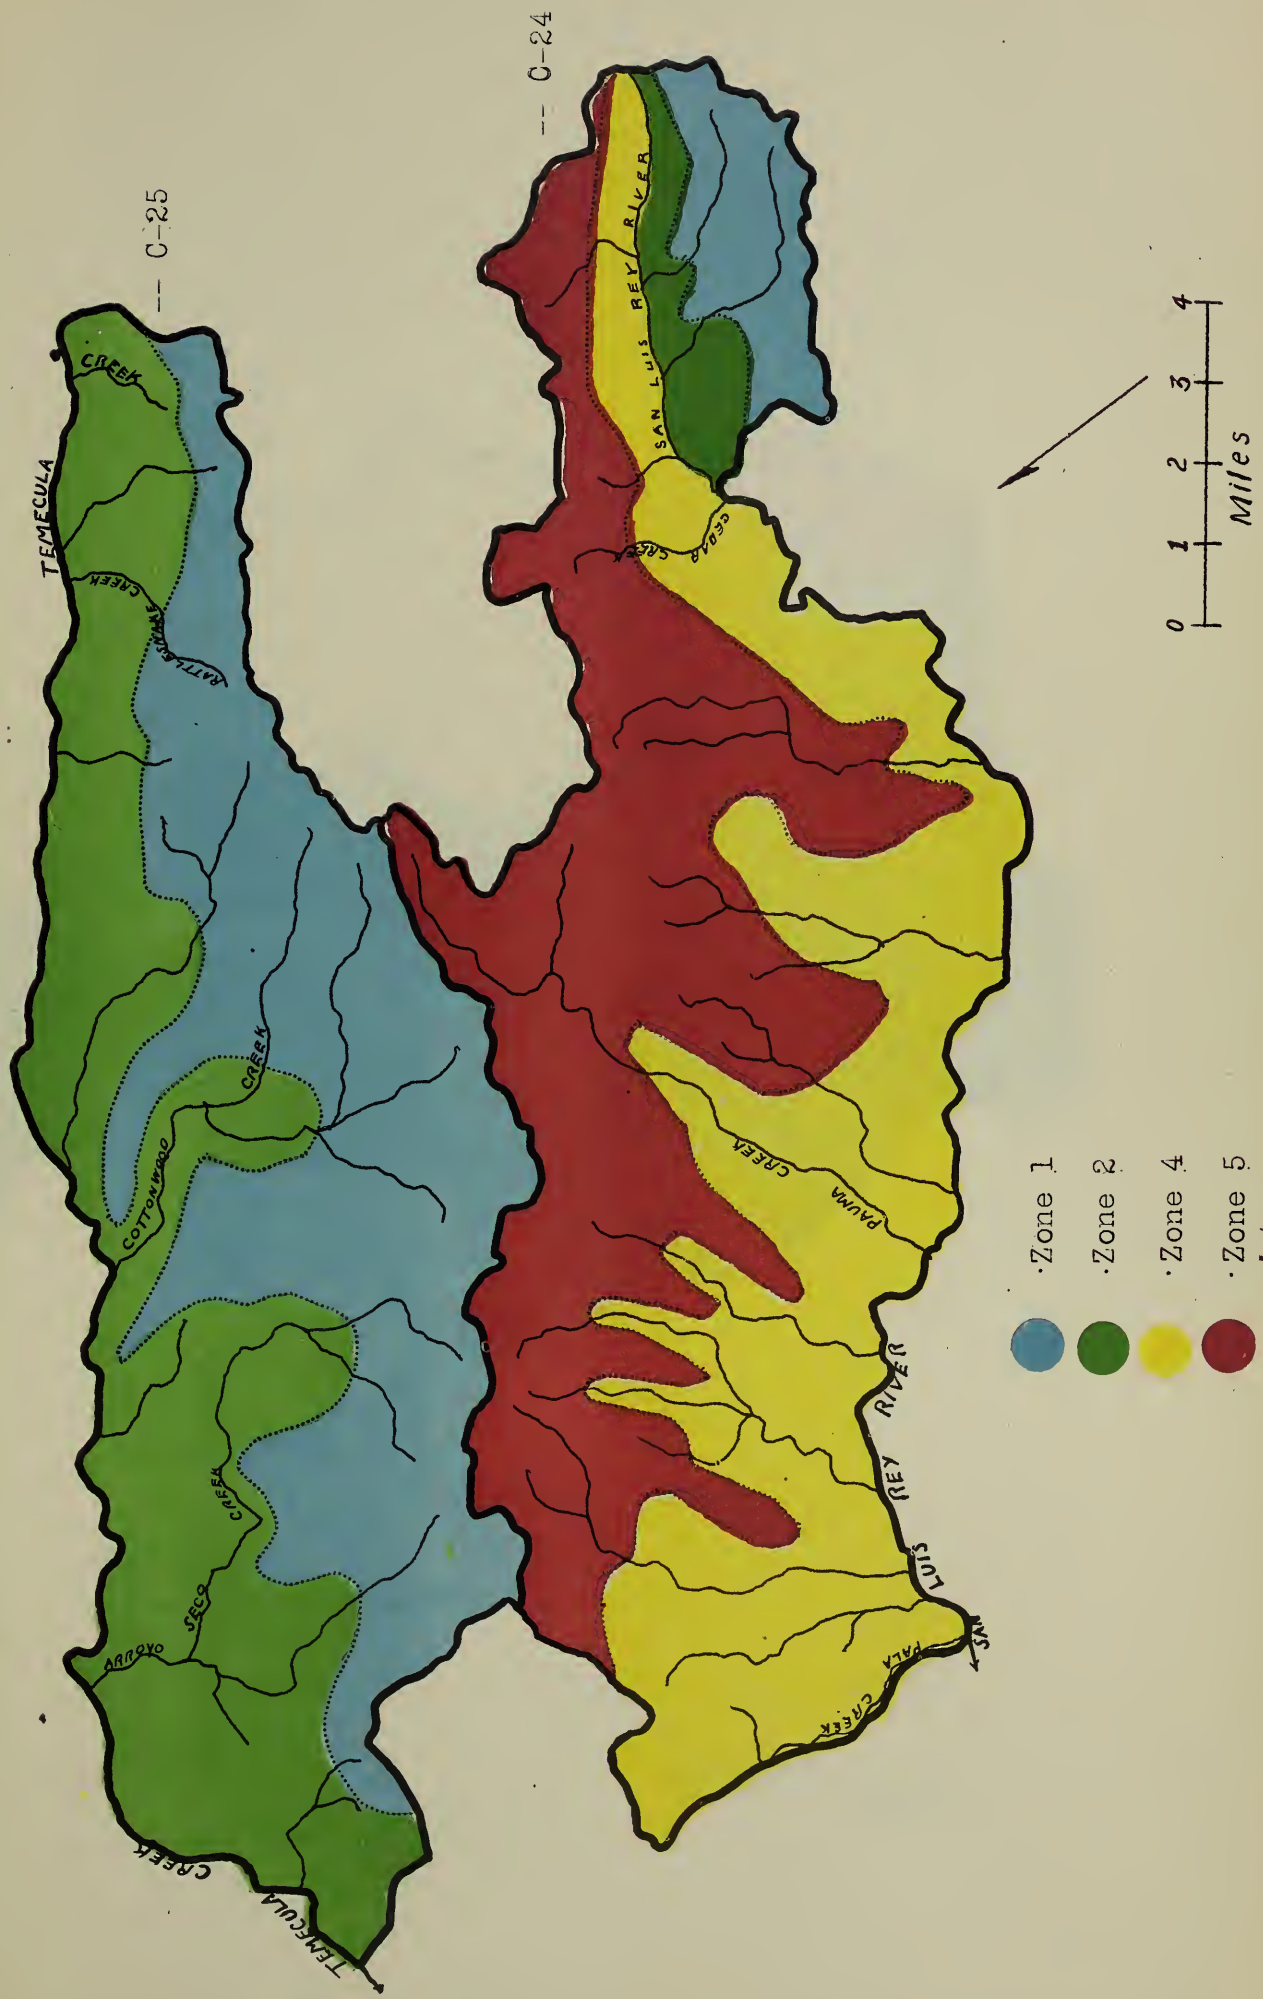 -- C-25
-- C-24
TEMECULA
CREEK
RATTLESNAKE CREEK
COTTONWOOD CREEK
ARROYO SECO CREEK
TEMECULA CREEK
SAN LUIS REY RIVER
CEDAR CREEK
PAUMA CREEK
SAN LUIS REY RIVER
PALA CREEK
·Zone 1
·Zone 2
·Zone 4
·Zone 5
0 1 2 3 4
Miles